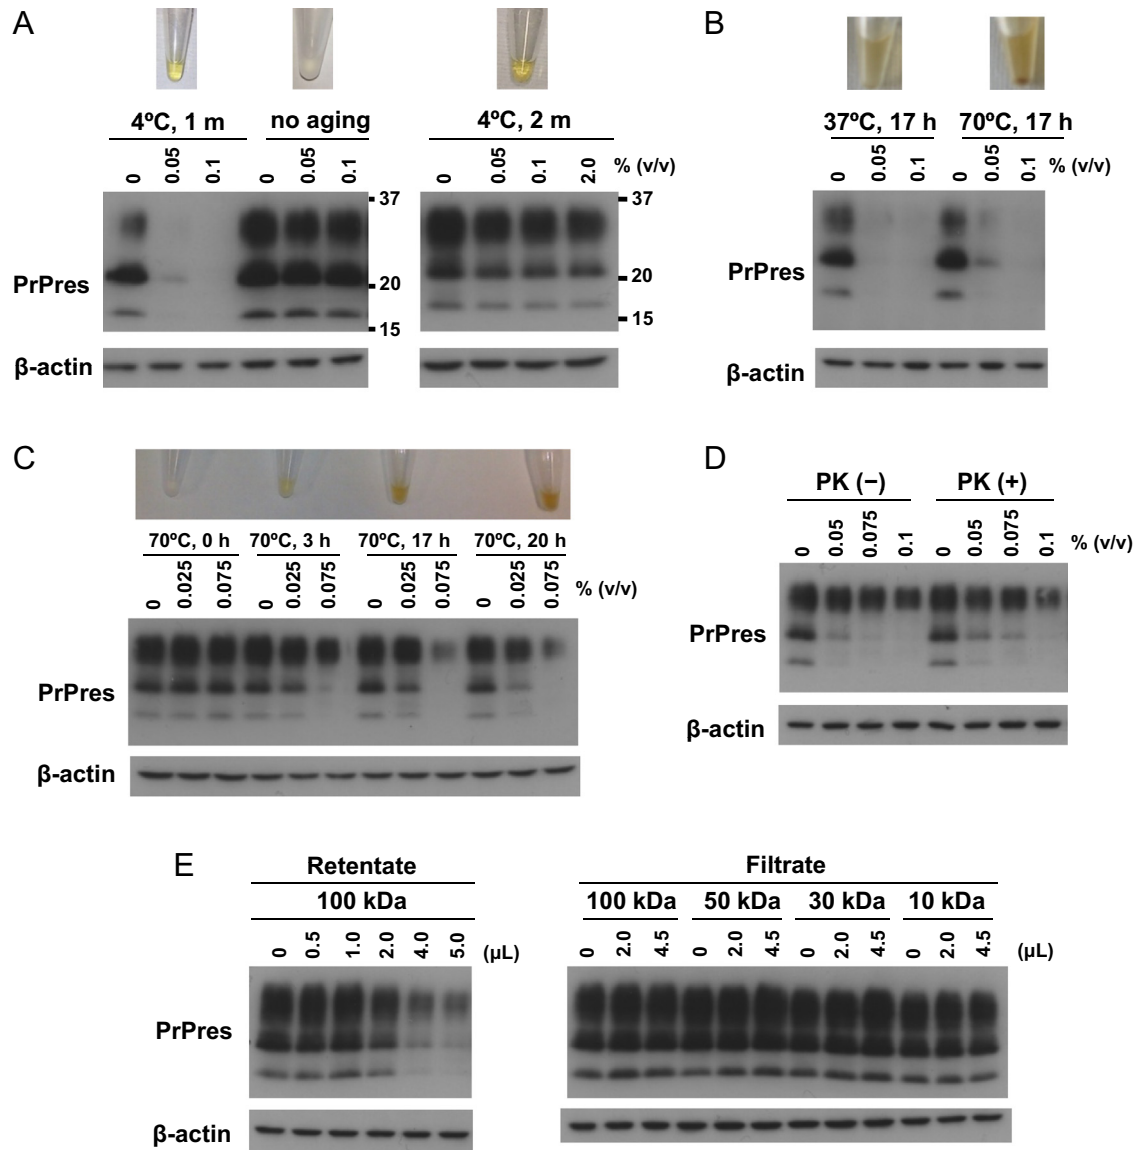 A
4ºC, 1 m
no aging
4ºC, 2 m
0
0.05
0.1
0
0.05
0.1
0
0.05
0.1
2.0
% (v/v)
37
37
PrPres
20
20
15
15
β-actin
B
37ºC, 17 h
70ºC, 17 h
0
0.05
0.1
0
0.05
0.1
PrPres
β-actin
C
70ºC, 0 h
70ºC, 3 h
70ºC, 17 h
70ºC, 20 h
0
0.025
0.075
0
0.025
0.075
0
0.025
0.075
0
0.025
0.075
% (v/v)
PrPres
β-actin
D
PK (−)
PK (+)
0
0.05
0.075
0.1
0
0.05
0.075
0.1
% (v/v)
PrPres
β-actin
E
Retentate
100 kDa
0
0.5
1.0
2.0
4.0
5.0
(µL)
Filtrate
100 kDa
50 kDa
30 kDa
10 kDa
0
2.0
4.5
0
2.0
4.5
0
2.0
4.5
0
2.0
4.5
(µL)
PrPres
β-actin